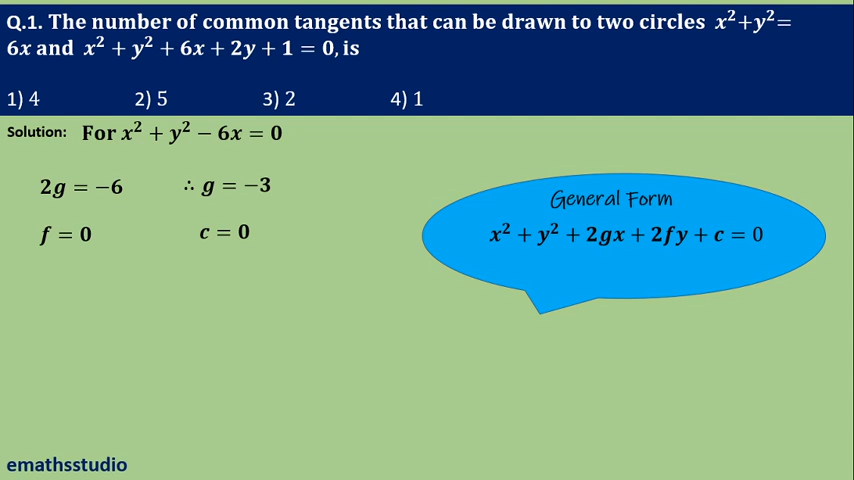 Q.1. The number of common tangents that can be drawn to two circles x²+y²=
6x and x² + y² + 6x + 2y + 1 = 0, is
1) 4 2) 5 3) 2 4) 1
Solution: For x² + y² − 6x = 0
2g = −6 ∴ g = −3
General Form
f = 0 c = 0 x² + y² + 2gx + 2fy + c = 0
emathsstudio